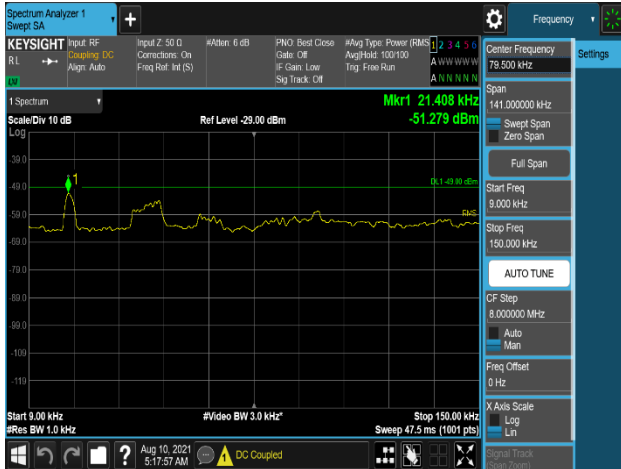 Spectrum Analyzer 1
Swept SA
+
Frequency
KEYSIGHT
R L
LV
Input: RF
Coupling: DC
Align: Auto
Input Z: 50 Ω
Corrections: On
Freq Ref: Int (S)
#Atten: 6 dB
PNO: Best Close
Gate: Off
IF Gain: Low
Sig Track: Off
#Avg Type: Power (RMS
Avg|Hold: 100/100
Trig: Free Run
1 2 3 4 5 6
A W W W W W
A N N N N N
1 Spectrum
Scale/Div 10 dB
Log
Ref Level -29.00 dBm
Mkr1 21.408 kHz
-51.279 dBm
-39.0
-49.0
-59.0
-69.0
-79.0
-89.0
-99.0
-109
-119
1
RMS
Start 9.00 kHz
#Res BW 1.0 kHz
#Video BW 3.0 kHz*
Stop 150.00 kHz
Sweep 47.5 ms (1001 pts)
Center Frequency
79.500 kHz
Settings
Span
141.000000 kHz
Swept Span
Zero Span
Full Span
Start Freq
9.000 kHz
Stop Freq
150.000 kHz
AUTO TUNE
CF Step
8.000000 MHz
Auto
Man
Freq Offset
0 Hz
X Axis Scale
Log
Lin
Signal Track
(Span Zoom)
?
Aug 10, 2021
5:17:57 AM
DC Coupled